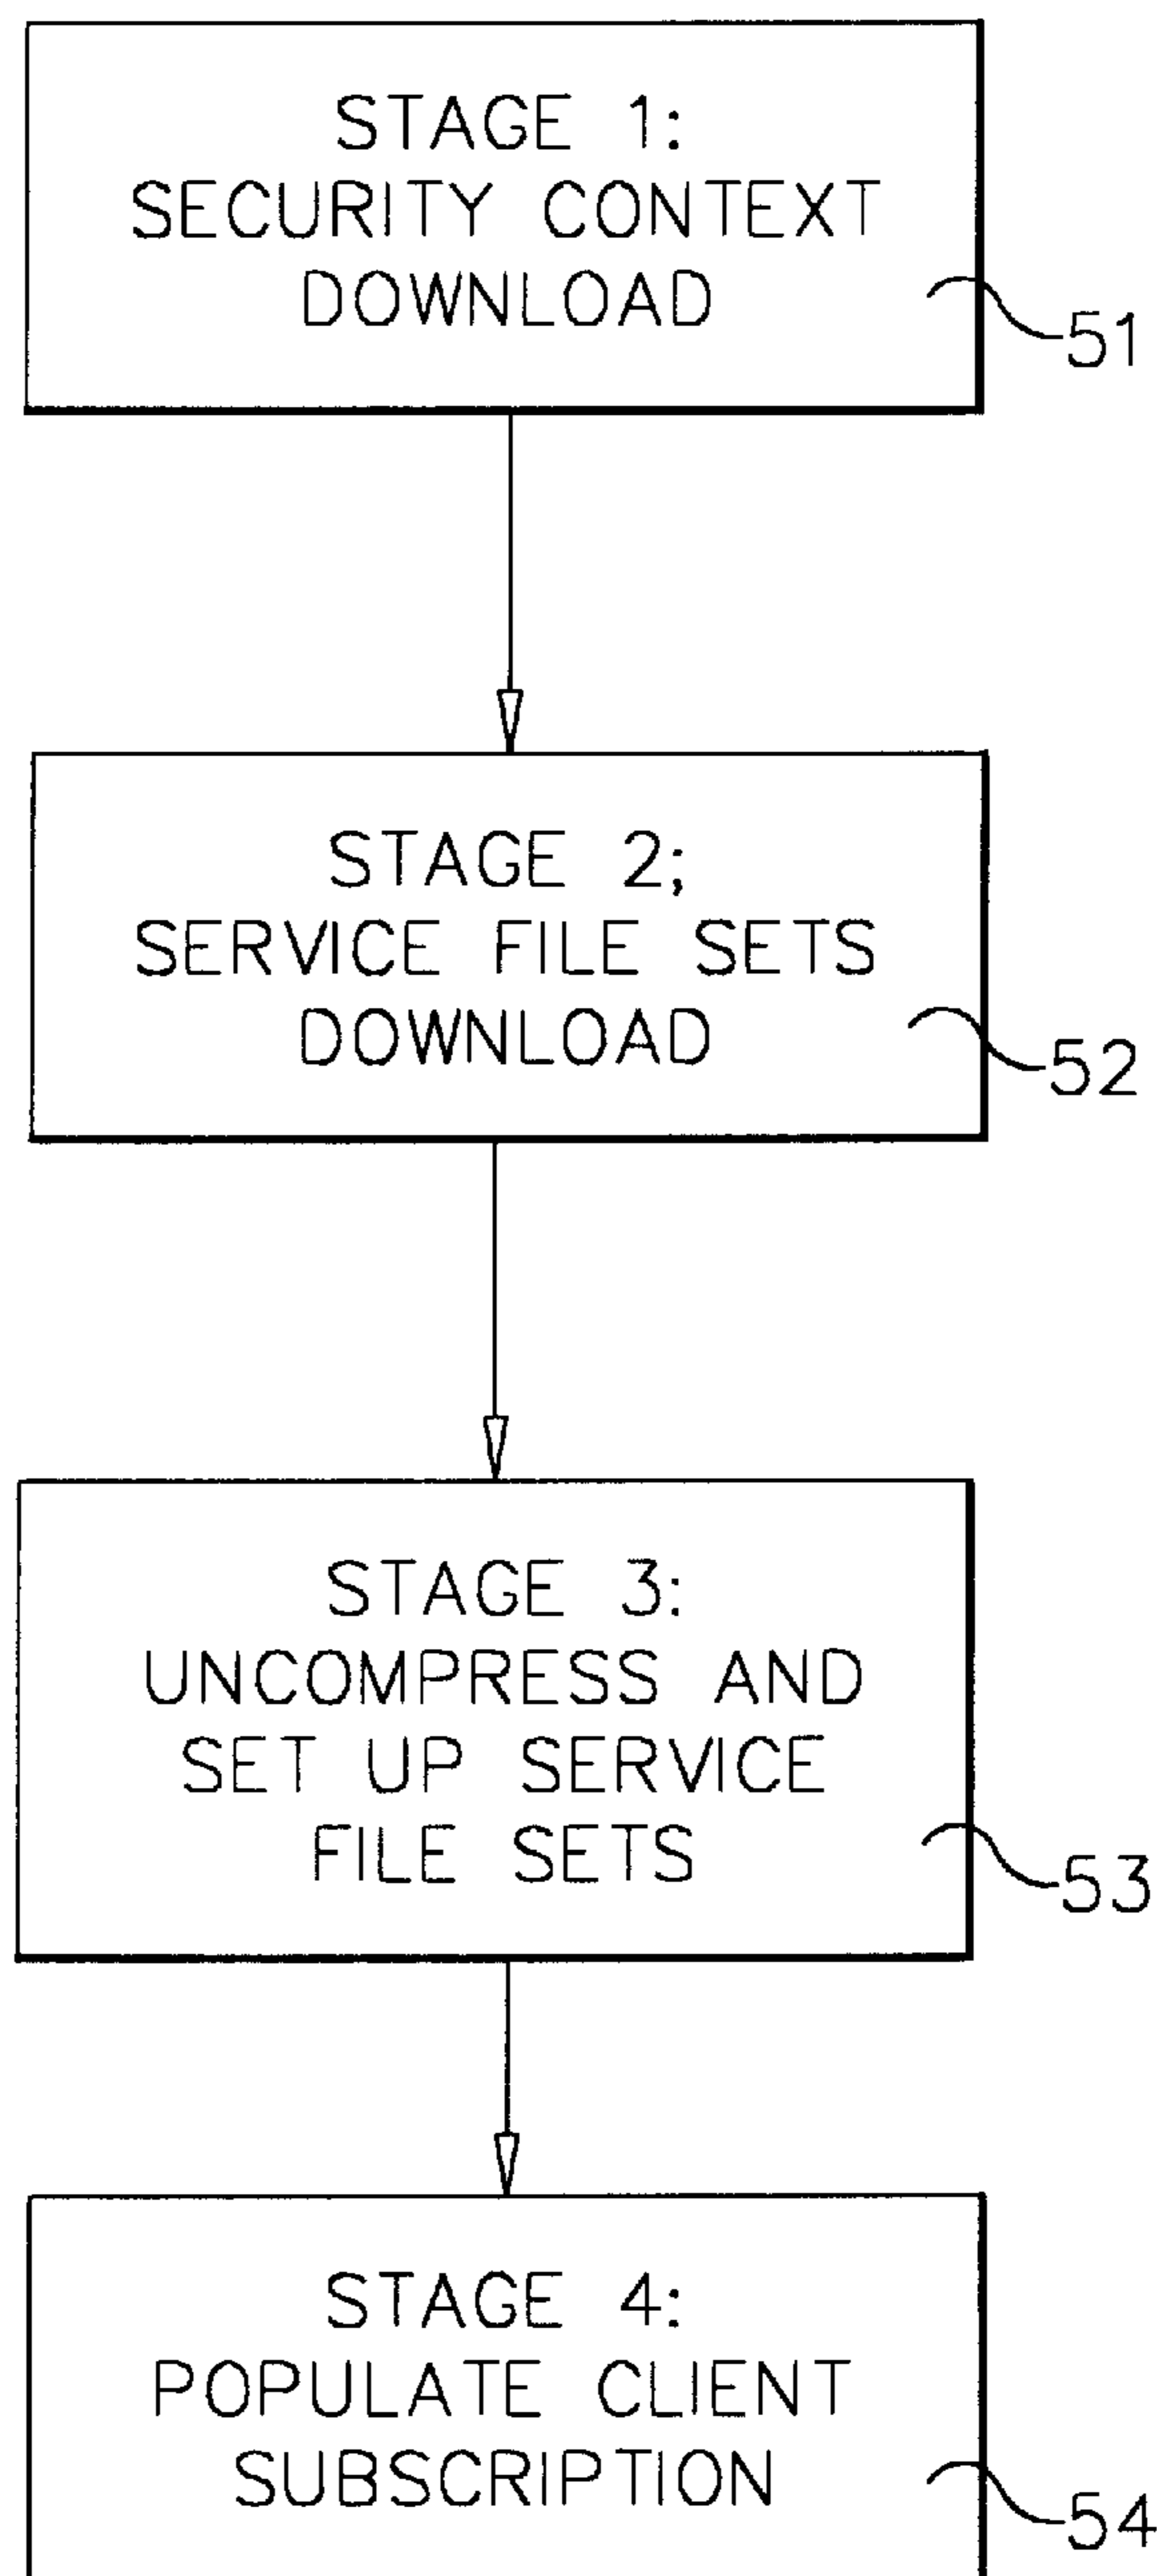 STAGE 1:
SECURITY CONTEXT
DOWNLOAD
51
STAGE 2;
SERVICE FILE SETS
DOWNLOAD
52
STAGE 3:
UNCOMPRESS AND
SET UP SERVICE
FILE SETS
53
STAGE 4:
POPULATE CLIENT
SUBSCRIPTION
54